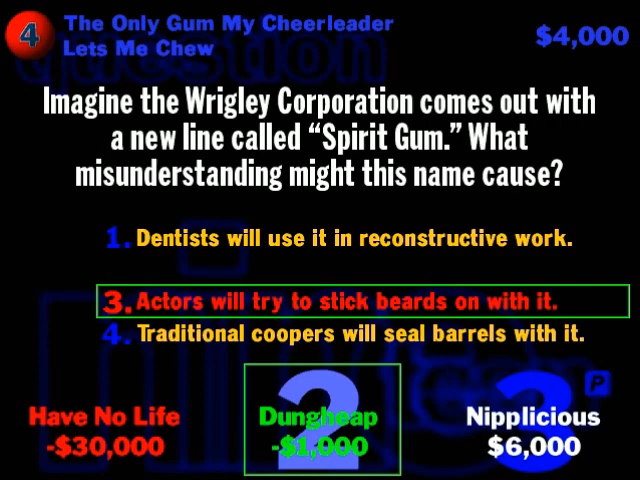 4
The Only Gum My Cheerleader
Lets Me Chew
$4,000
question
Imagine the Wrigley Corporation comes out with
a new line called “Spirit Gum.” What
misunderstanding might this name cause?
1. Dentists will use it in reconstructive work.
3. Actors will try to stick beards on with it.
4. Traditional coopers will seal barrels with it.
2
3
P
Have No Life
Dungheap
Nipplicious
-$30,000
-$1,000
$6,000